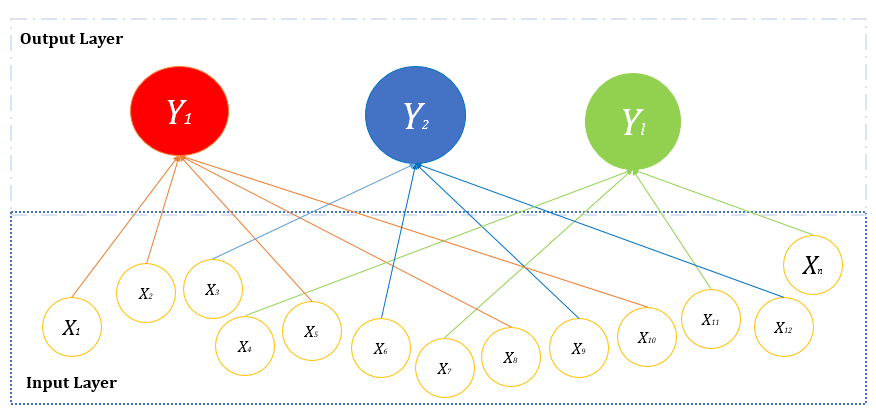 Output Layer
Y1
Y2
Yl
X1
X2
X3
X4
X5
X6
X7
X8
X9
X10
X11
X12
Xn
Input Layer